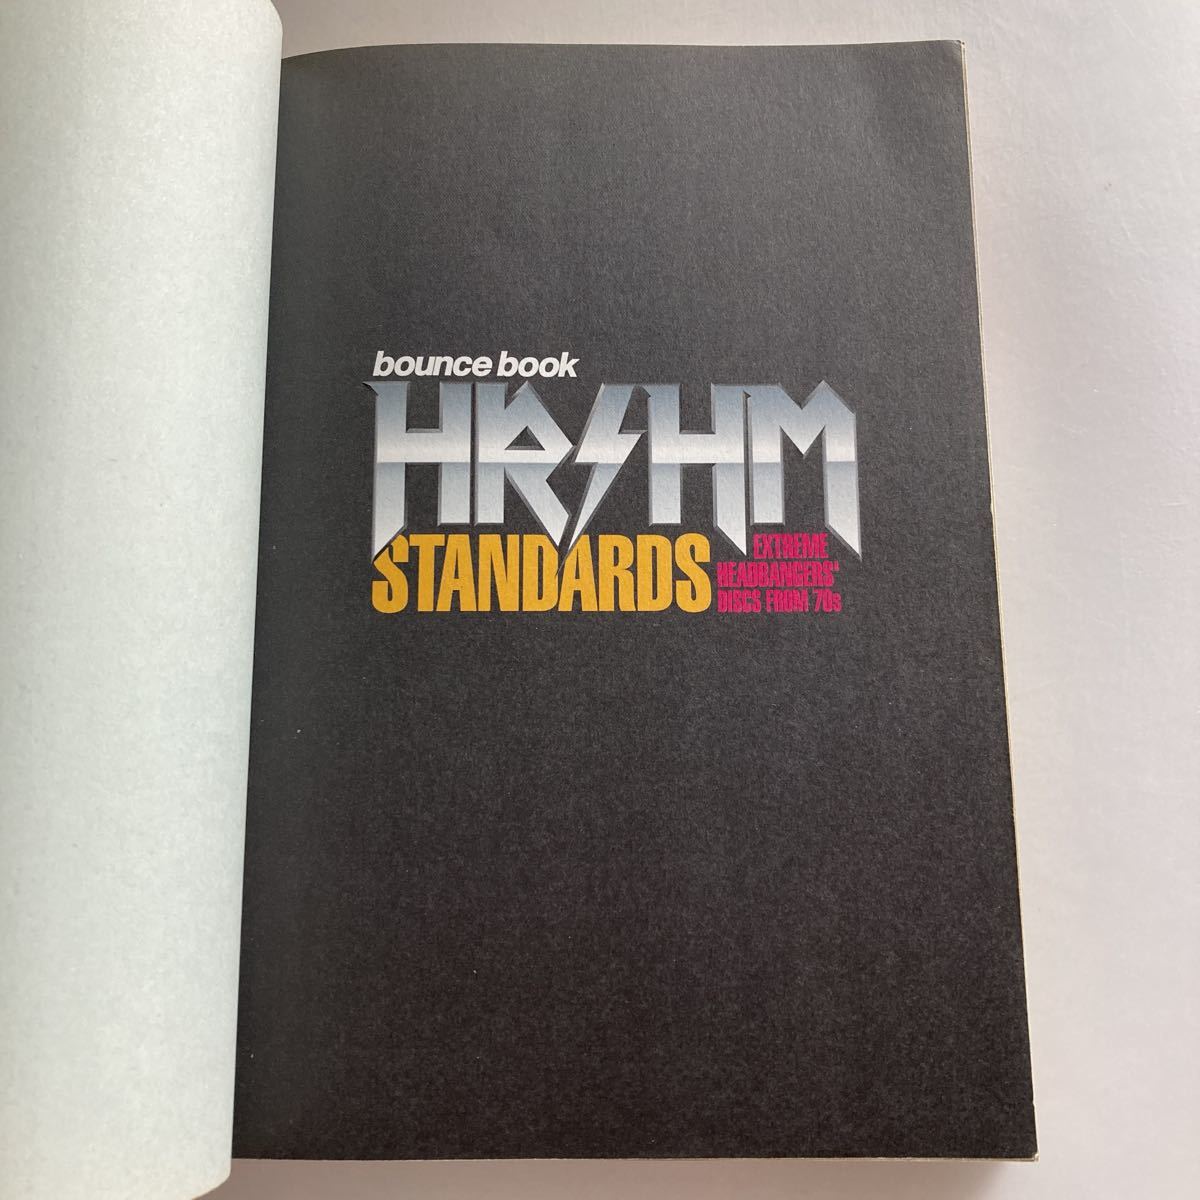 bounce book
HR/HM
STANDARDS
EXTREME
HEADBANGERS'
DISCS FROM '70s